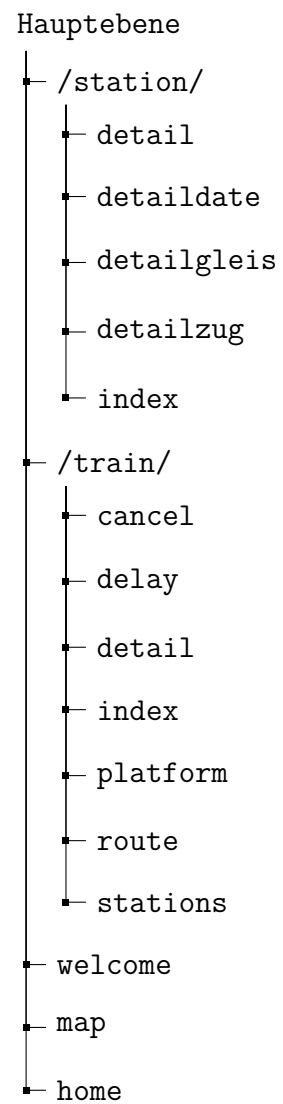 Hauptebene
/station/
detail
detaildate
detailgleis
detailzug
index
/train/
cancel
delay
detail
index
platform
route
stations
welcome
map
home